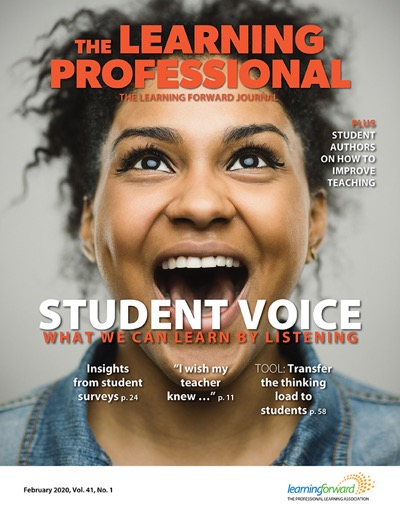 THE LEARNING
PROFESSIONAL
THE LEARNING FORWARD JOURNAL
PLUS
STUDENT
AUTHORS
ON HOW TO
IMPROVE
TEACHING
STUDENT VOICE
WHAT WE CAN LEARN BY LISTENING
Insights
from student
surveys p. 24
“I wish my
teacher
knew ...” p. 11
TOOL: Transfer
the thinking
load to
students p. 58
February 2020, Vol. 41, No. 1
learningforward
THE PROFESSIONAL LEARNING ASSOCIATION